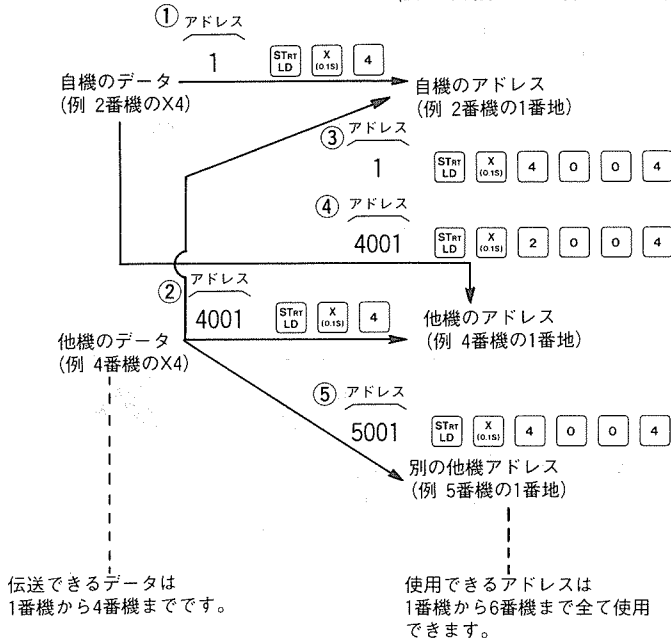 ① アドレス
1 STRT LD X (0.1S) 4
自機のデータ
(例 2番機のX4)
自機のアドレス
(例 2番機の1番地)
③ アドレス
1 STRT LD X (0.1S) 4 0 0 4
④ アドレス
4001 STRT LD X (0.1S) 2 0 0 4
② アドレス
4001 STRT LD X (0.1S) 4
他機のデータ
(例 4番機のX4)
他機のアドレス
(例 4番機の1番地)
⑤ アドレス
5001 STRT LD X (0.1S) 4 0 0 4
別の他機アドレス
(例 5番機の1番地)
伝送できるデータは
1番機から4番機までです。
使用できるアドレスは
1番機から6番機まで全て使用
できます。